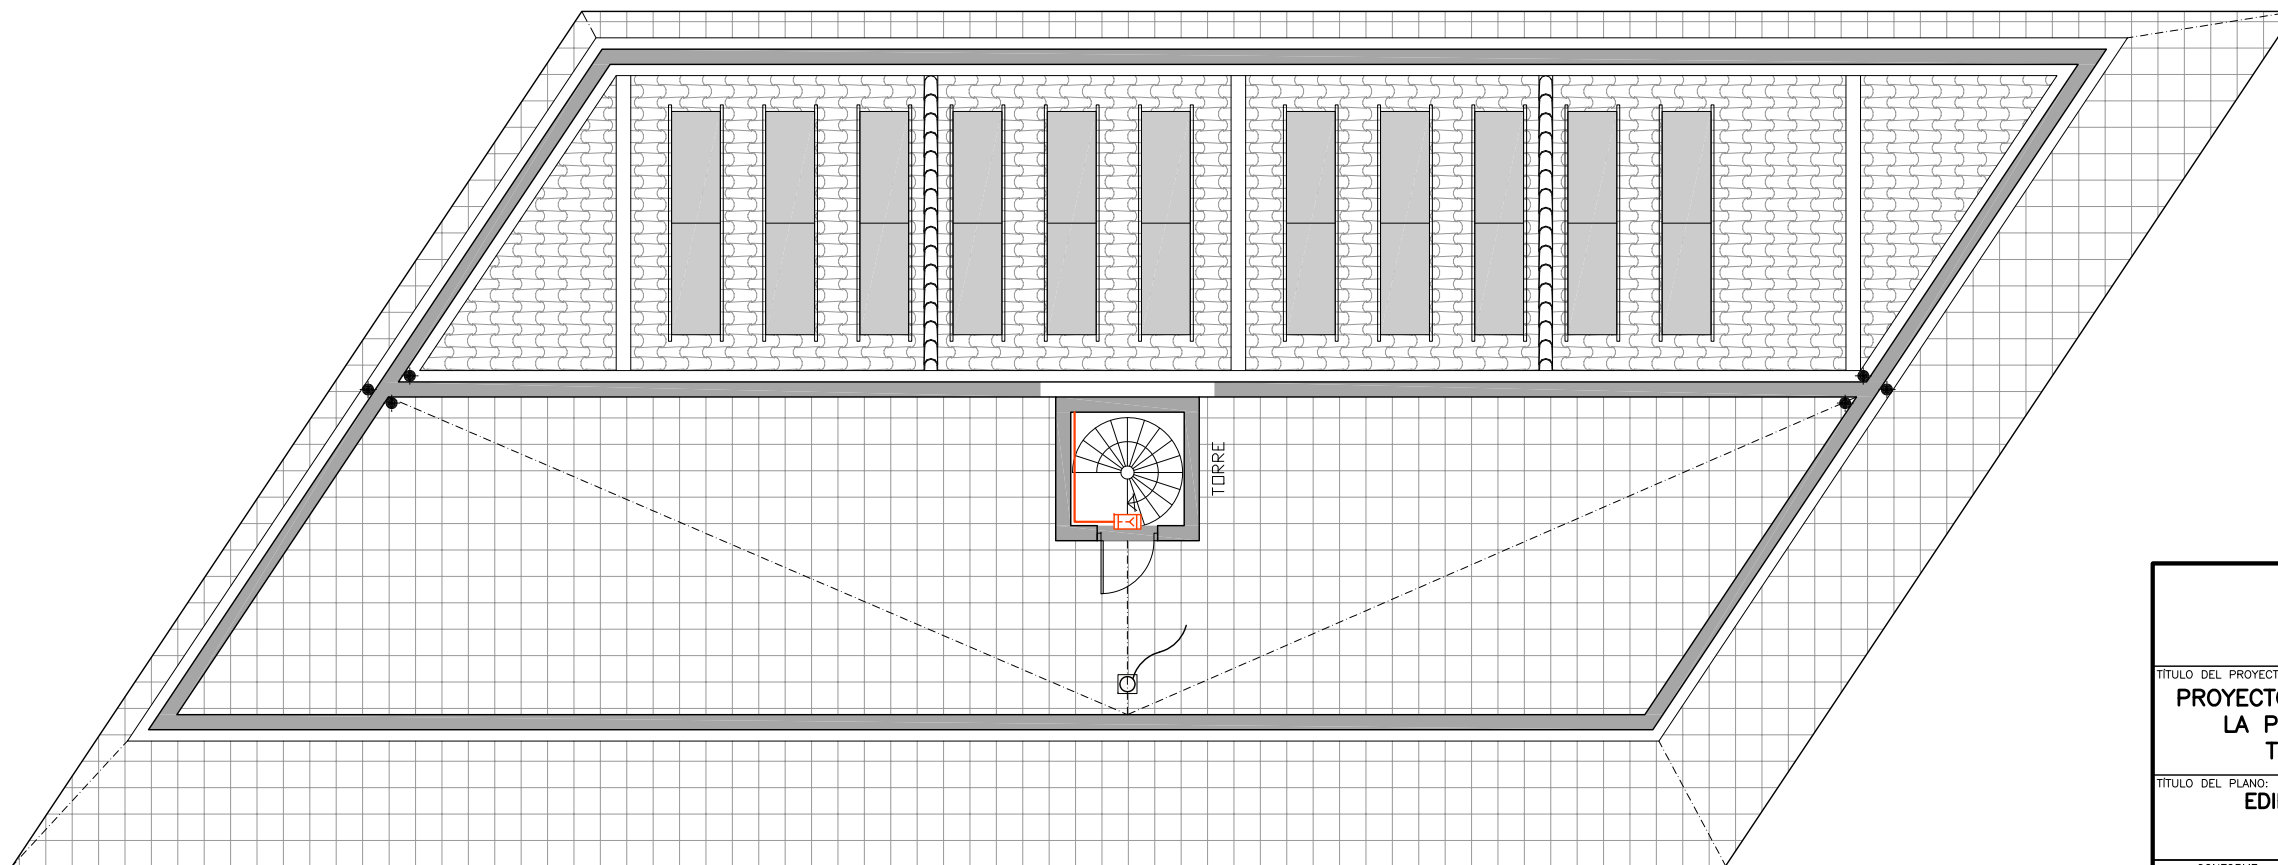 TORRE
TÍTULO DEL PROYECT
PROYECTO
LA P
T
TÍTULO DEL PLANO:
EDI